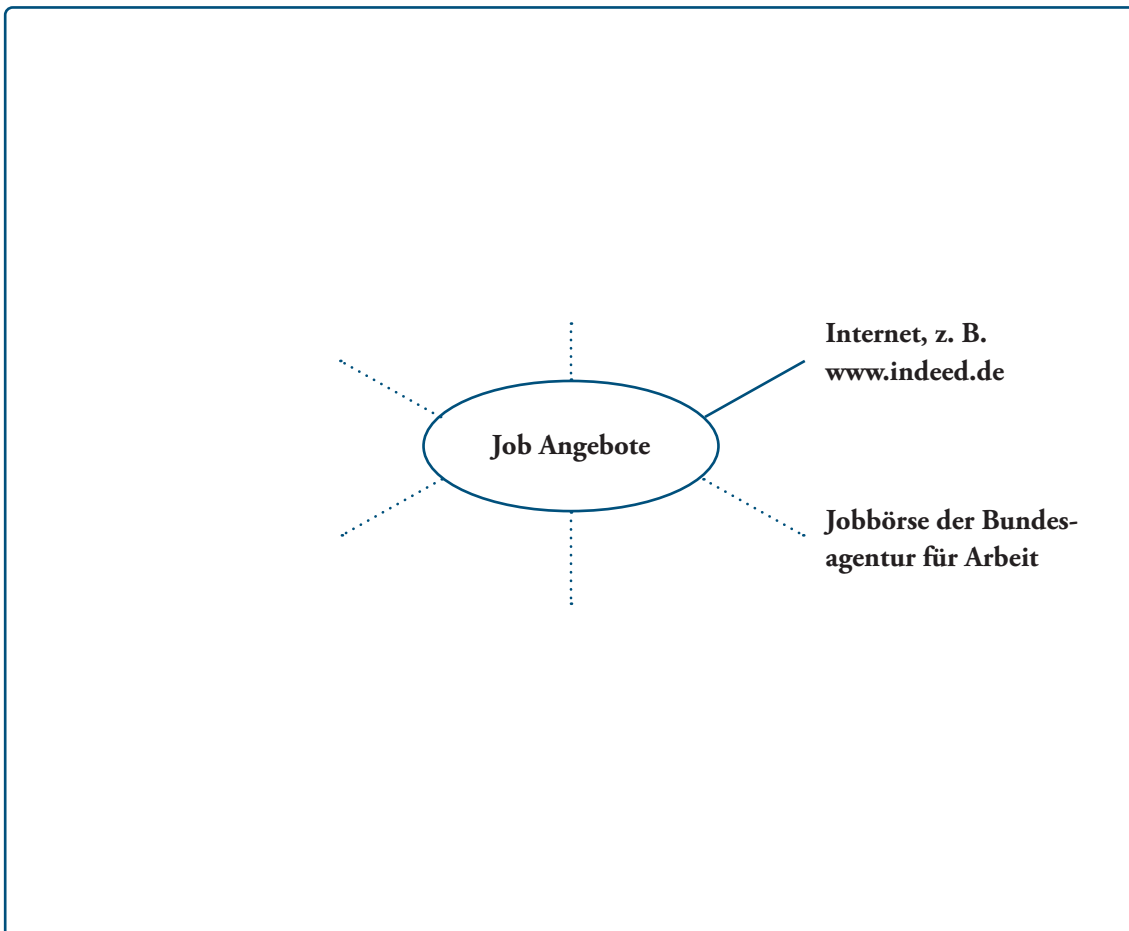 Internet, z. B.
www.indeed.de
Job Angebote
Jobbörse der Bundes-
agentur für Arbeit